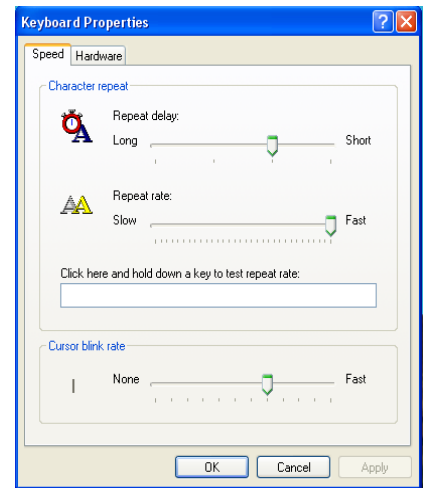 Keyboard Properties
Speed Hardware
Character repeat
Repeat delay:
Long Short
Repeat rate:
Slow Fast
Click here and hold down a key to test repeat rate:
Cursor blink rate
None Fast
OK Cancel Apply